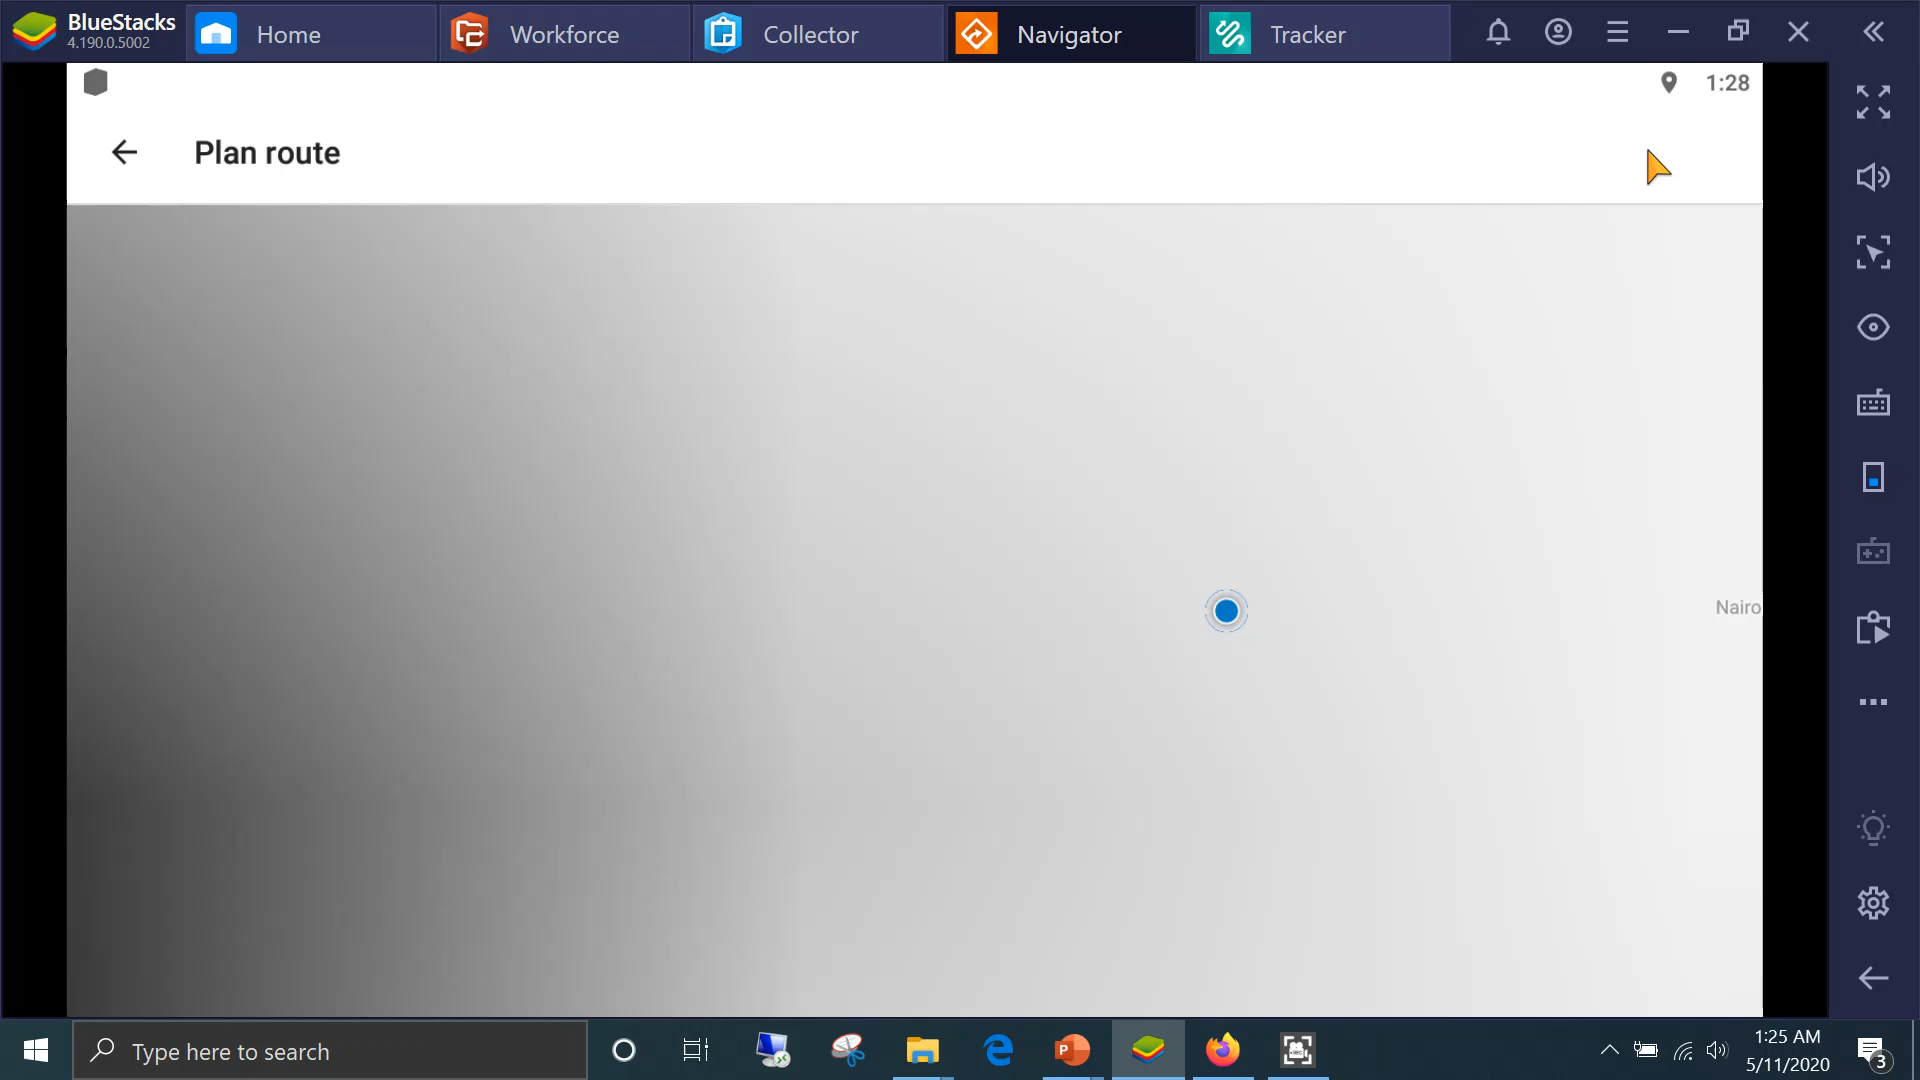 BlueStacks
4.190.0.5002
Home
Workforce
Collector
Navigator
Tracker
1:28
Plan route
Nairo
Type here to search
1:25 AM
5/11/2020
3